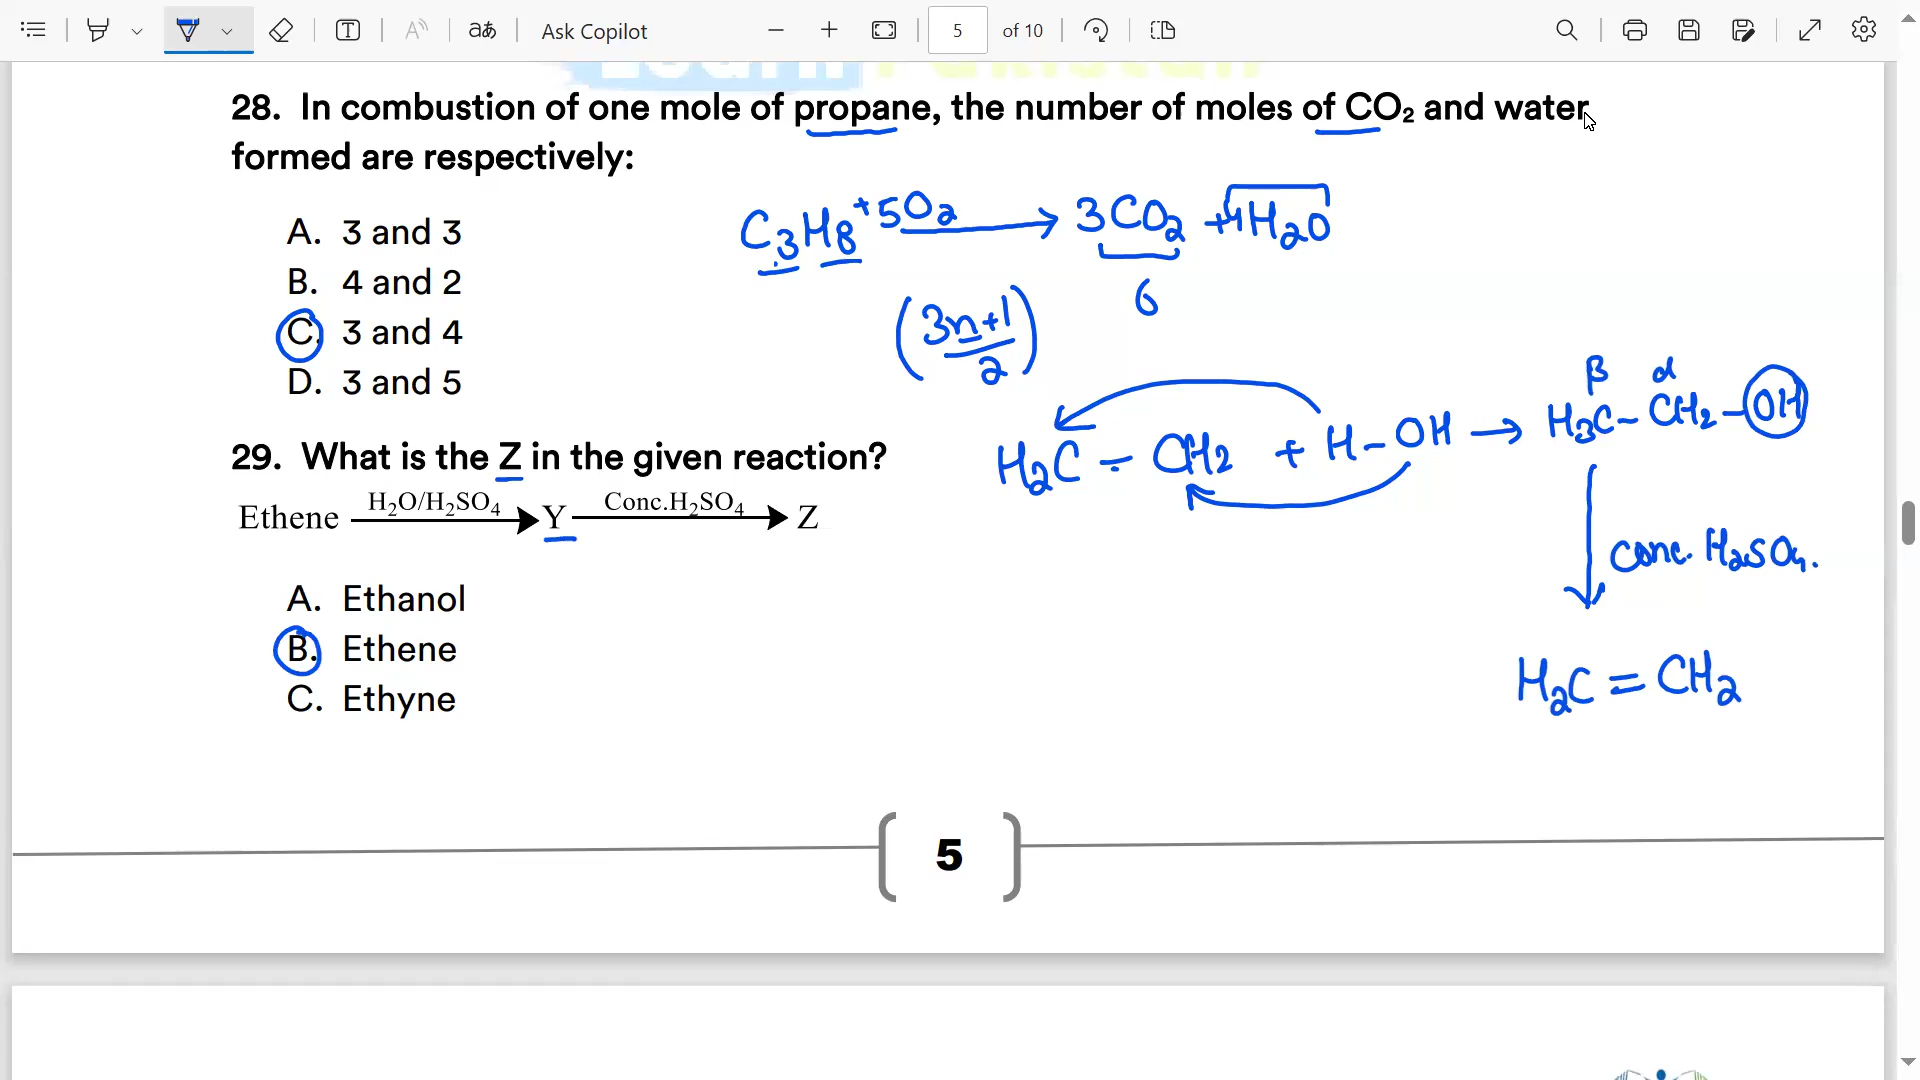 Ask Copilot 5 of 10
28. In combustion of one mole of propane, the number of moles of CO₂ and water
formed are respectively:
A. 3 and 3
B. 4 and 2
C. 3 and 4
D. 3 and 5
C₃H₈ + 5O₂ → 3CO₂ + 4H₂O
6
(3n+1/2)
29. What is the Z in the given reaction?
Ethene H₂O/H₂SO₄ → Y Conc.H₂SO₄ → Z
A. Ethanol
B. Ethene
C. Ethyne
β α
H₂C = CH₂ + H – OH → H₃C – CH₂ – OH
Conc. H₂SO₄.
H₂C = CH₂
5